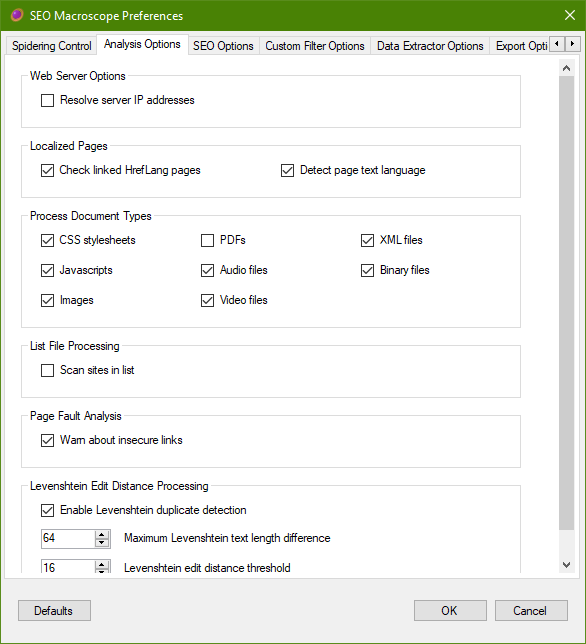 SEO Macroscope Preferences
Spidering Control Analysis Options SEO Options Custom Filter Options Data Extractor Options Export Opti
Web Server Options
Resolve server IP addresses
Localized Pages
Check linked HrefLang pages Detect page text language
Process Document Types
CSS stylesheets PDFs XML files
Javascripts Audio files Binary files
Images Video files
List File Processing
Scan sites in list
Page Fault Analysis
Warn about insecure links
Levenshtein Edit Distance Processing
Enable Levenshtein duplicate detection
64 Maximum Levenshtein text length difference
16 Levenshtein edit distance threshold
Defaults OK Cancel